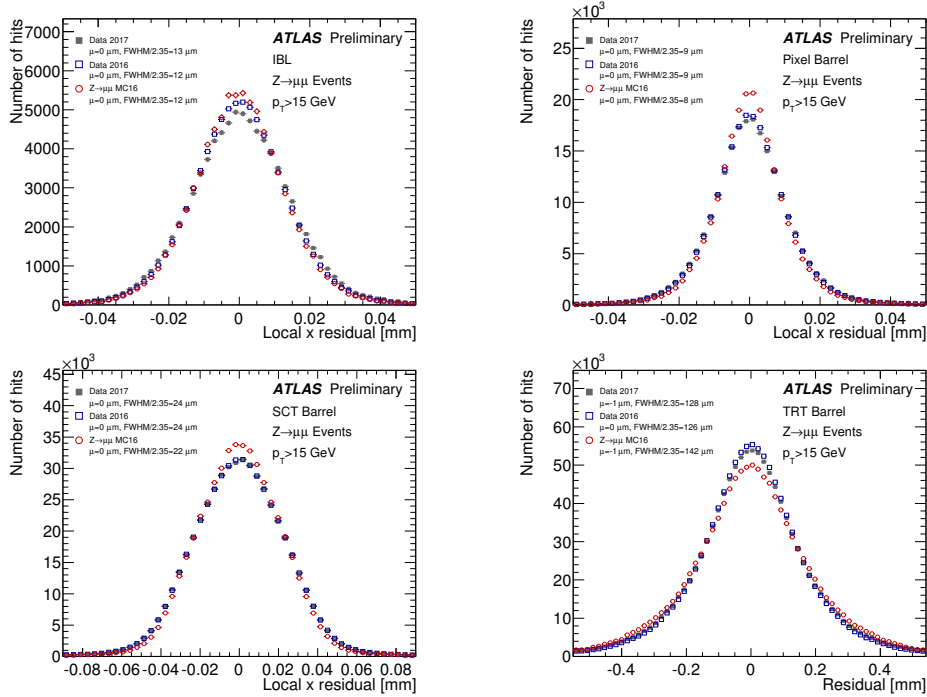 Number of hits
7000
6000
5000
4000
3000
2000
1000
0
Data 2017
μ=0 μm, FWHM/2.35=13 μm
Data 2016
μ=0 μm, FWHM/2.35=12 μm
Z→μμ MC16
μ=0 μm, FWHM/2.35=12 μm
ATLAS Preliminary
IBL
Z→μμ Events
p_T>15 GeV
−0.04 −0.02 0 0.02 0.04
Local x residual [mm]
×10³
Number of hits
25
20
15
10
5
0
Data 2017
μ=0 μm, FWHM/2.35=9 μm
Data 2016
μ=0 μm, FWHM/2.35=9 μm
Z→μμ MC16
μ=0 μm, FWHM/2.35=8 μm
ATLAS Preliminary
Pixel Barrel
Z→μμ Events
p_T>15 GeV
−0.04 −0.02 0 0.02 0.04
Local x residual [mm]
×10³
Number of hits
45
40
35
30
25
20
15
10
5
0
Data 2017
μ=0 μm, FWHM/2.35=24 μm
Data 2016
μ=0 μm, FWHM/2.35=24 μm
Z→μμ MC16
μ=0 μm, FWHM/2.35=22 μm
ATLAS Preliminary
SCT Barrel
Z→μμ Events
p_T>15 GeV
−0.08 −0.06 −0.04 −0.02 0 0.02 0.04 0.06 0.08
Local x residual [mm]
×10³
Number of hits
70
60
50
40
30
20
10
0
Data 2017
μ=-1 μm, FWHM/2.35=128 μm
Data 2016
μ=0 μm, FWHM/2.35=126 μm
Z→μμ MC16
μ=-1 μm, FWHM/2.35=142 μm
ATLAS Preliminary
TRT Barrel
Z→μμ Events
p_T>15 GeV
−0.4 −0.2 0 0.2 0.4
Residual [mm]